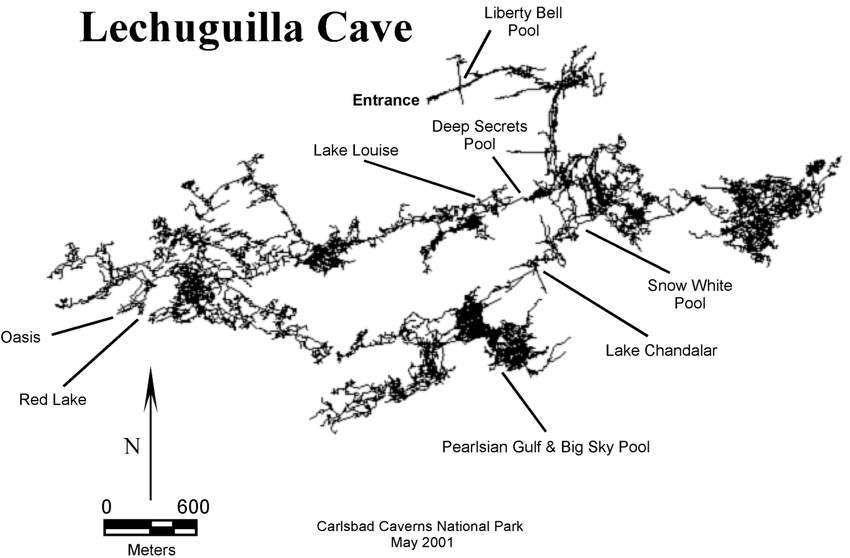 Lechuguilla Cave
Liberty Bell
Pool
Entrance
Deep Secrets
Pool
Lake Louise
Snow White
Pool
Oasis
Lake Chandalar
Red Lake
Pearlsian Gulf & Big Sky Pool
N
0 600
Meters
Carlsbad Caverns National Park
May 2001